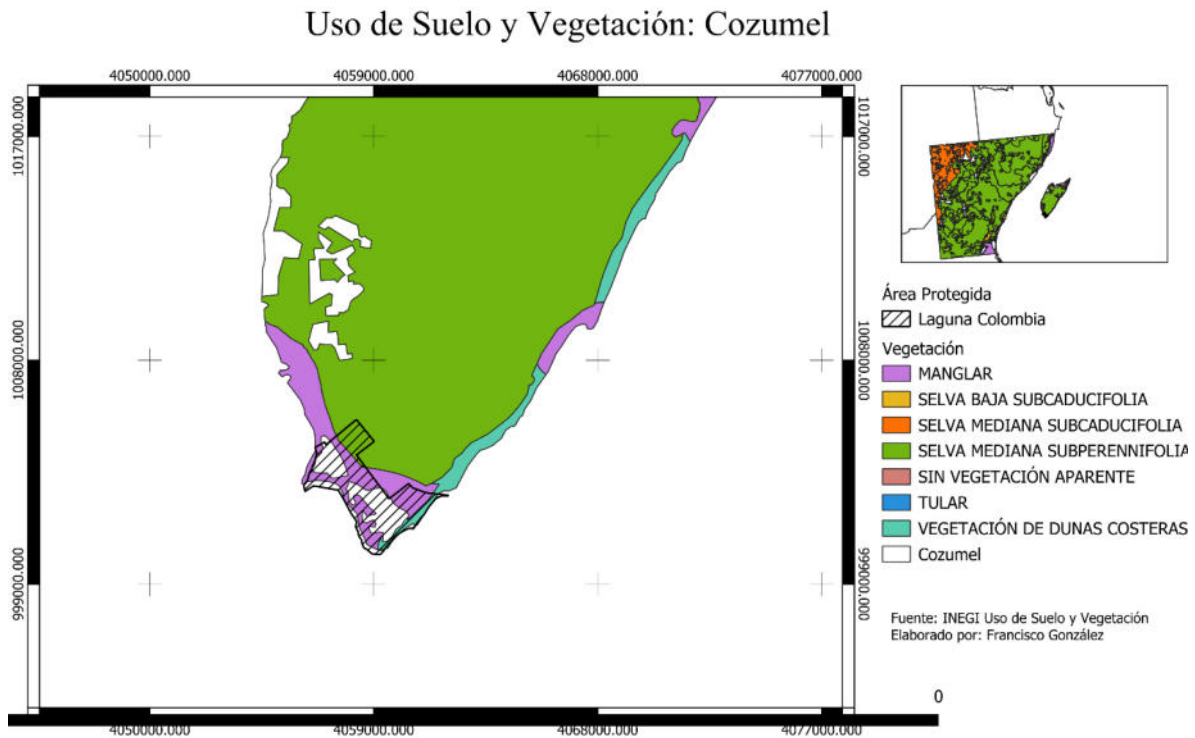 Uso de Suelo y Vegetación: Cozumel
4050000.000 4059000.000 4068000.000 4077000.000
1017000.000 1017000.000
1008000.000 1008000.000
999000.000 999000.000
4050000.000 4059000.000 4068000.000 4077000.000
Área Protegida
Laguna Colombia
Vegetación
MANGLAR
SELVA BAJA SUBCADUCIFOLIA
SELVA MEDIANA SUBCADUCIFOLIA
SELVA MEDIANA SUBPERENNIFOLIA
SIN VEGETACIÓN APARENTE
TULAR
VEGETACIÓN DE DUNAS COSTERAS
Cozumel
Fuente: INEGI Uso de Suelo y Vegetación
Elaborado por: Francisco González
0